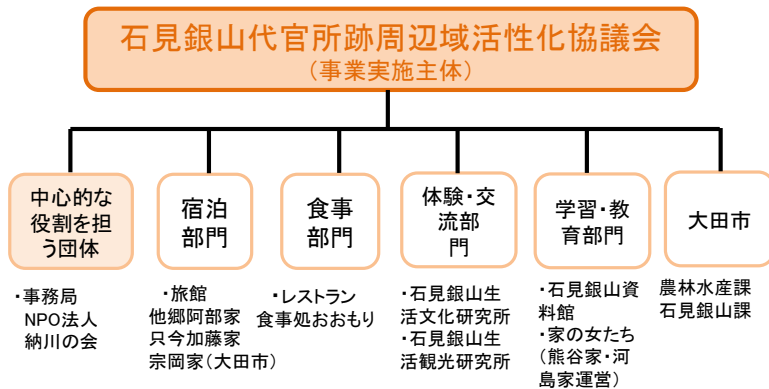 石見銀山代官所跡周辺域活性化協議会
(事業実施主体)
中心的な
役割を担
う団体
宿泊
部門
食事
部門
体験・交
流部
門
学習・教
育部門
大田市
・事務局
NPO法人
納川の会
・旅館
他郷阿部家
只今加藤家
宗岡家(大田市)
・レストラン
食事処おおもり
・石見銀山生
活文化研究所
・石見銀山生
活観光研究所
・石見銀山資
料館
・家の女たち
(熊谷家・河
島家運営)
農林水産課
石見銀山課